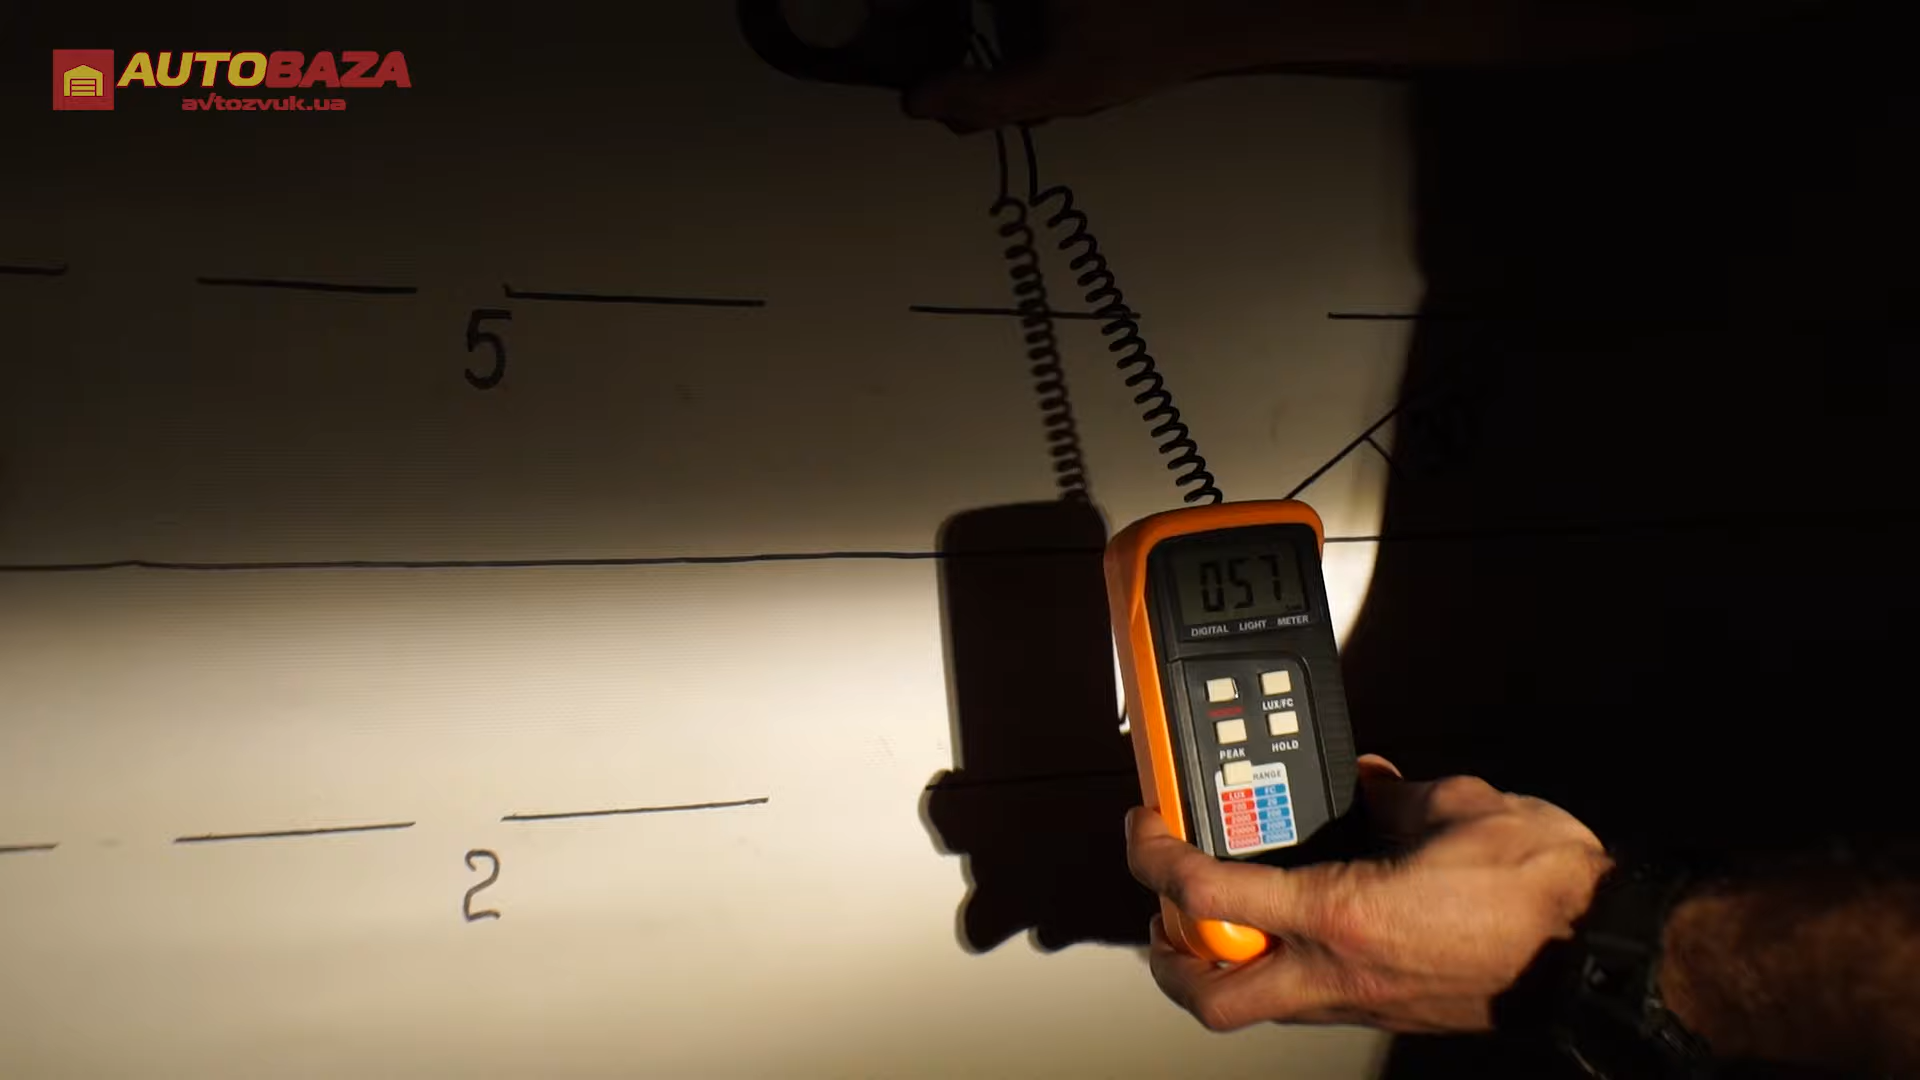 AUTOBAZA
avtozvuk.ua
5
057
DIGITAL LIGHT METER
LUX/FC
PEAK
HOLD
RANGE
LUX FC
2